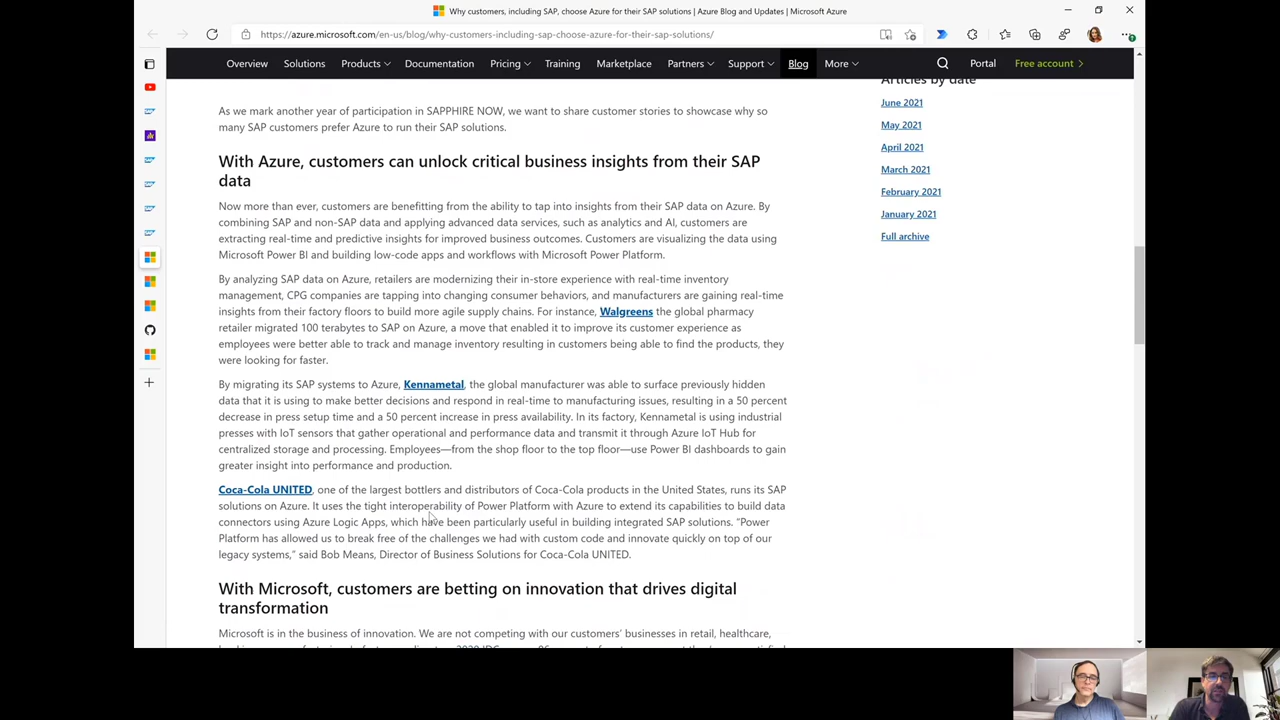 Why customers, including SAP, choose Azure for their SAP solutions | Azure Blog and Updates | Microsoft Azure
https://azure.microsoft.com/en-us/blog/why-customers-including-sap-choose-azure-for-their-sap-solutions/
Overview Solutions Products Documentation Pricing Training Marketplace Partners Support Blog More Portal Free account
As we mark another year of participation in SAPPHIRE NOW, we want to share customer stories to showcase why so
many SAP customers prefer Azure to run their SAP solutions.
With Azure, customers can unlock critical business insights from their SAP
data
Now more than ever, customers are benefitting from the ability to tap into insights from their SAP data on Azure. By
combining SAP and non-SAP data and applying advanced data services, such as analytics and AI, customers are
extracting real-time and predictive insights for improved business outcomes. Customers are visualizing the data using
Microsoft Power BI and building low-code apps and workflows with Microsoft Power Platform.
By analyzing SAP data on Azure, retailers are modernizing their in-store experience with real-time inventory
management, CPG companies are tapping into changing consumer behaviors, and manufacturers are gaining real-time
insights from their factory floors to build more agile supply chains. For instance, Walgreens the global pharmacy
retailer migrated 100 terabytes to SAP on Azure, a move that enabled it to improve its customer experience as
employees were better able to track and manage inventory resulting in customers being able to find the products, they
were looking for faster.
By migrating its SAP systems to Azure, Kennametal, the global manufacturer was able to surface previously hidden
data that it is using to make better decisions and respond in real-time to manufacturing issues, resulting in a 50 percent
decrease in press setup time and a 50 percent increase in press availability. In its factory, Kennametal is using industrial
presses with IoT sensors that gather operational and performance data and transmit it through Azure IoT Hub for
centralized storage and processing. Employees—from the shop floor to the top floor—use Power BI dashboards to gain
greater insight into performance and production.
Coca-Cola UNITED, one of the largest bottlers and distributors of Coca-Cola products in the United States, runs its SAP
solutions on Azure. It uses the tight interoperability of Power Platform with Azure to extend its capabilities to build data
connectors using Azure Logic Apps, which have been particularly useful in building integrated SAP solutions. “Power
Platform has allowed us to break free of the challenges we had with custom code and innovate quickly on top of our
legacy systems,” said Bob Means, Director of Business Solutions for Coca-Cola UNITED.
With Microsoft, customers are betting on innovation that drives digital
transformation
Microsoft is in the business of innovation. We are not competing with our customers’ businesses in retail, healthcare,
Articles by date
June 2021
May 2021
April 2021
March 2021
February 2021
January 2021
Full archive